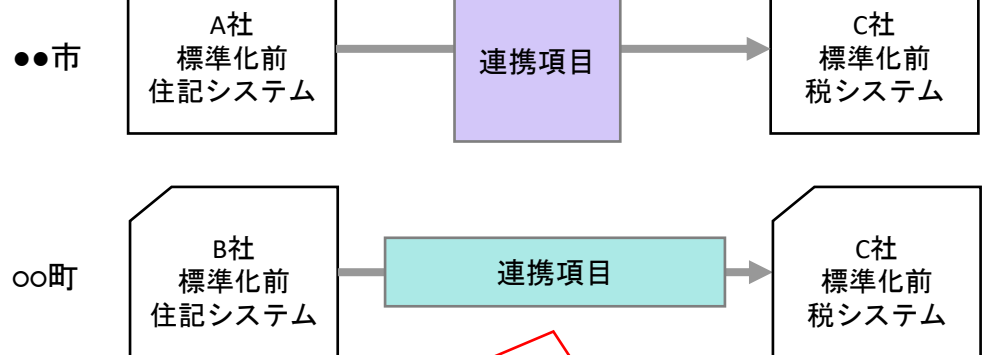 ●●市
A社
標準化前
住記システム
連携項目
C社
標準化前
税システム
○○町
B社
標準化前
住記システム
連携項目
C社
標準化前
税システム